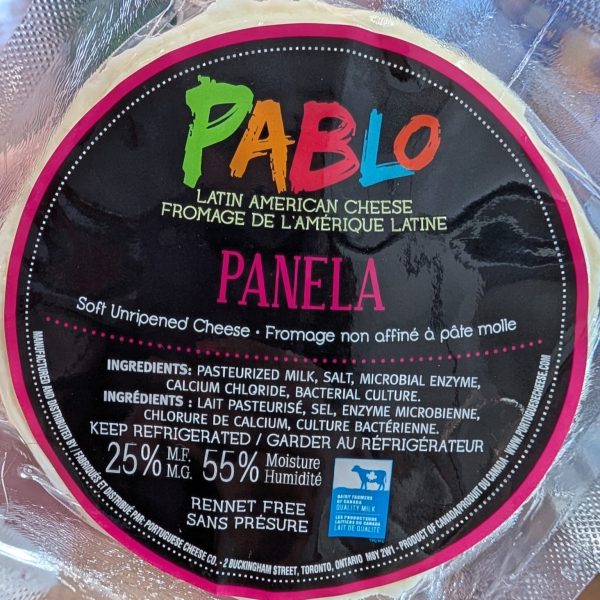 PABLO
LATIN AMERICAN CHEESE
FROMAGE DE L'AMÉRIQUE LATINE
PANELA
Soft Unripened Cheese • Fromage non affiné à pâte molle
INGREDIENTS: PASTEURIZED MILK, SALT, MICROBIAL ENZYME,
CALCIUM CHLORIDE, BACTERIAL CULTURE.
INGRÉDIENTS : LAIT PASTEURISÉ, SEL, ENZYME MICROBIENNE,
CHLORURE DE CALCIUM, CULTURE BACTÉRIENNE.
KEEP REFRIGERATED / GARDER AU RÉFRIGÉRATEUR
25% M.F. M.G. 55% Moisture Humidité
RENNET FREE
SANS PRÉSURE
DAIRY FARMERS
OF CANADA
QUALITY MILK
LES PRODUCTEURS
LAITIERS DU CANADA
LAIT DE QUALITÉ
MANUFACTURED AND DISTRIBUTED BY / FABRIQUÉS ET DISTRIBUÉ PAR: PORTUGUESE CHEESE CO. - 2 BUCKINGHAM STREET, TORONTO, ONTARIO M8Y 2W1 - PRODUCT OF CANADA/PRODUIT DU CANADA WWW.PORTUGUESECHEESE.COM